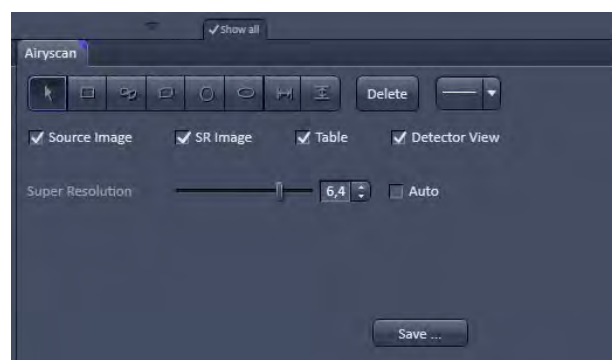 Show all
Airyscan
Delete
Source Image SR Image Table Detector View
Super Resolution 6,4 Auto
Save ...